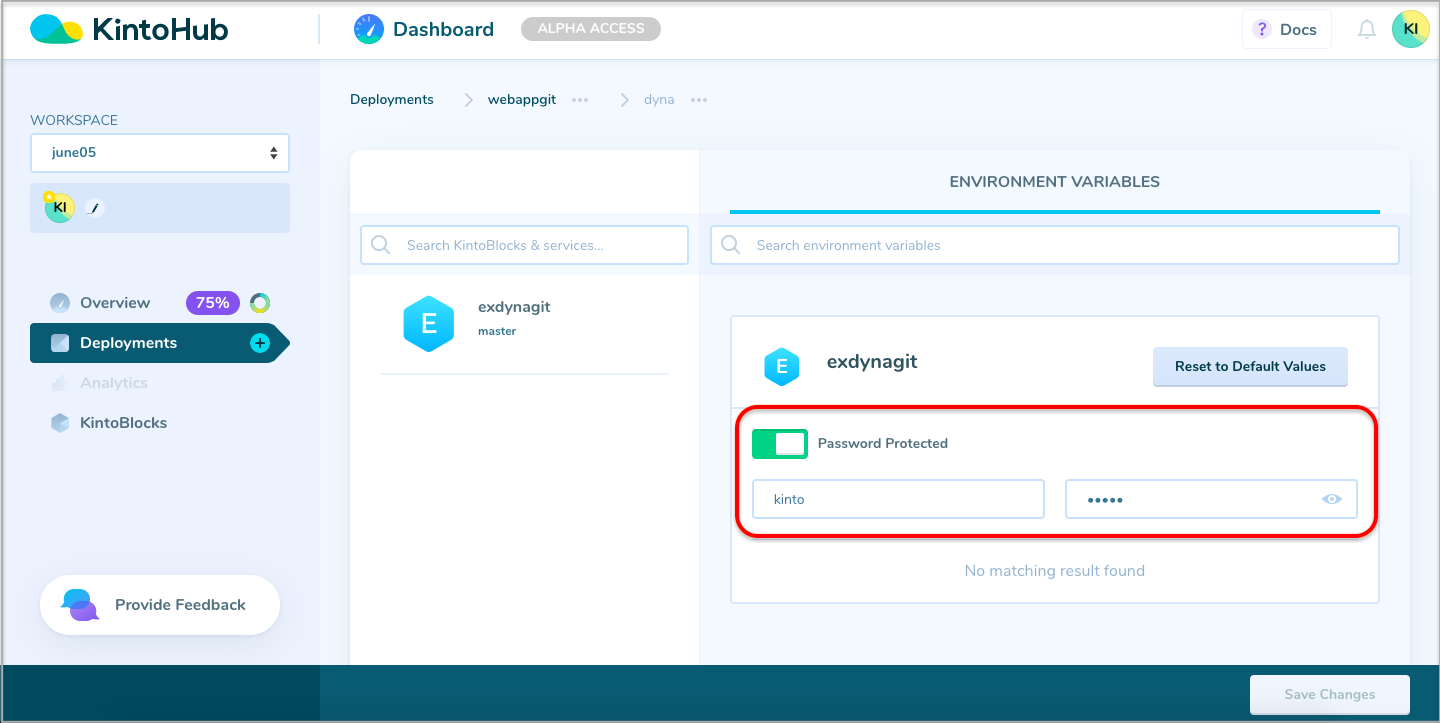 KintoHub
Dashboard
ALPHA ACCESS
? Docs
KI
Deployments
webappgit
dyna
WORKSPACE
june05
KI
Overview
75%
Deployments
Analytics
KintoBlocks
Provide Feedback
ENVIRONMENT VARIABLES
Search KintoBlocks & services...
Search environment variables
E
exdynagit
master
E
exdynagit
Reset to Default Values
Password Protected
kinto
•••••
No matching result found
Save Changes